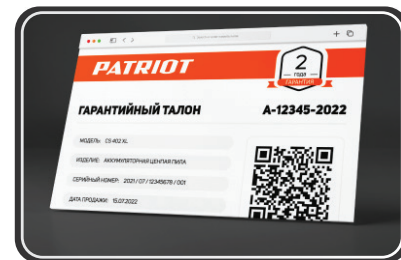 PATRIOT
2
ГОДА
ГАРАНТИЯ
ГАРАНТИЙНЫЙ ТАЛОН
A-12345-2022
МОДЕЛЬ: CS 402 XL
ИЗДЕЛИЕ: АККУМУЛЯТОРНАЯ ЦЕПНАЯ ПИЛА
СЕРИЙНЫЙ НОМЕР: 2021 / 07 / 12345678 / 001
ДАТА ПРОДАЖИ: 15.07.2022